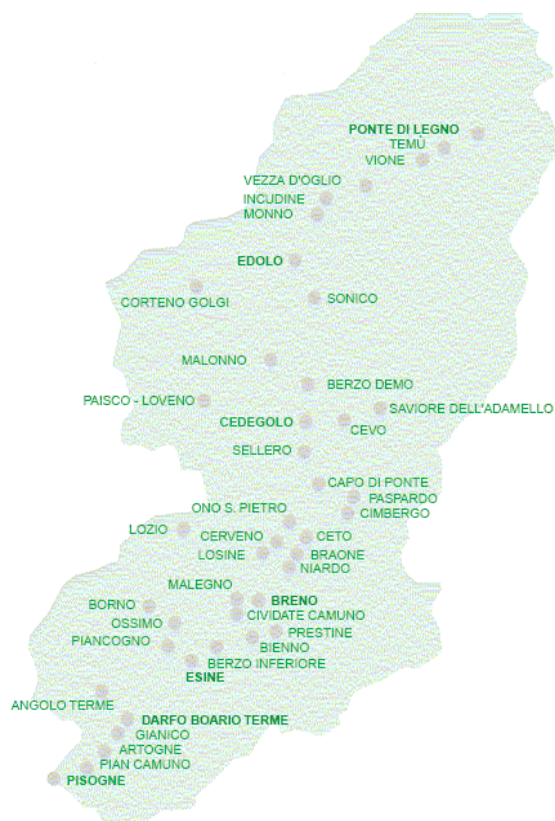 PONTE DI LEGNO
TEMÙ
VIONE
VEZZA D'OGLIO
INCUDINE
MONNO
EDOLO
CORTENO GOLGI
SONICO
MALONNO
BERZO DEMO
PAISCO - LOVENO
SAVIORE DELL'ADAMELLO
CEDEGOLO
CEVO
SELLERO
CAPO DI PONTE
PASPARDO
ONO S. PIETRO
CIMBERGO
LOZIO
CERVENO
CETO
LOSINE
BRAONE
NIARDO
MALEGNO
BRENO
BORNO
CIVIDATE CAMUNO
OSSIMO
PRESTINE
PIANCOGNO
BIENNO
BERZO INFERIORE
ESINE
ANGOLO TERME
DARFO BOARIO TERME
GIANICO
ARTOGNE
PIAN CAMUNO
PISOGNE